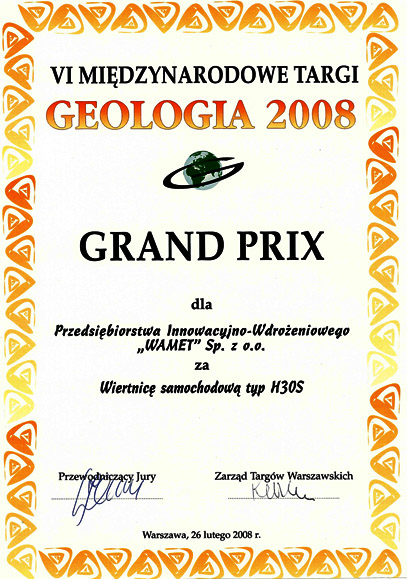 VI MIĘDZYNARODOWE TARGI
GEOLOGIA 2008
GRAND PRIX
dla
Przedsiębiorstwa Innowacyjno-Wdrożeniowego
„WAMET” Sp. z o.o.
za
Wiertnicę samochodową typ H30S
Przewodniczący Jury Zarząd Targów Warszawskich
Warszawa, 26 lutego 2008 r.